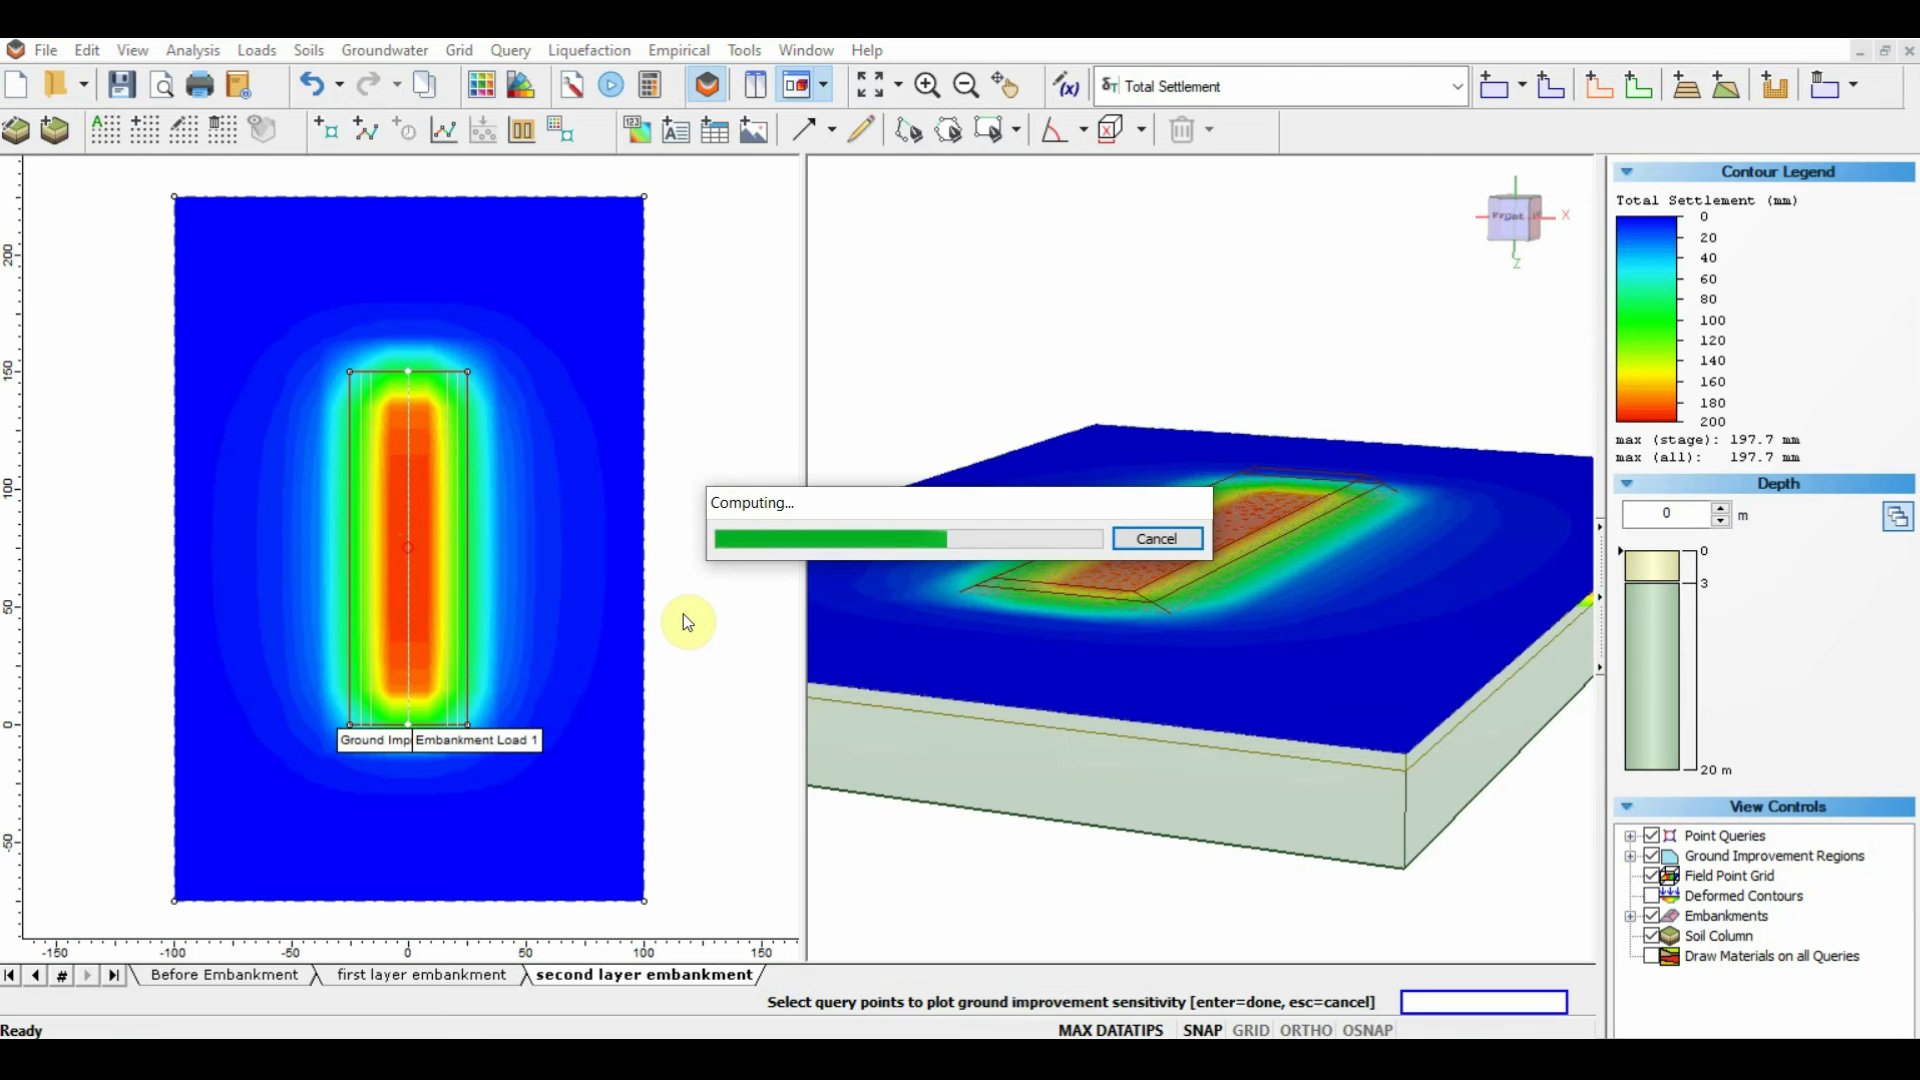 File Edit View Analysis Loads Soils Groundwater Grid Query Liquefaction Empirical Tools Window Help
δT Total Settlement
Contour Legend
Total Settlement (mm)
0
20
40
60
80
100
120
140
160
180
200
max (stage): 197.7 mm
max (all): 197.7 mm
Depth
0 m
0
3
20 m
View Controls
Point Queries
Ground Improvement Regions
Field Point Grid
Deformed Contours
Embankments
Soil Column
Draw Materials on all Queries
Front
X
Z
Computing...
Cancel
200
150
100
50
0
-50
Ground Imp
Embankment Load 1
-150 -100 -50 0 50 100 150
Before Embankment first layer embankment second layer embankment
Select query points to plot ground improvement sensitivity [enter=done, esc=cancel]
Ready
MAX DATATIPS SNAP GRID ORTHO OSNAP